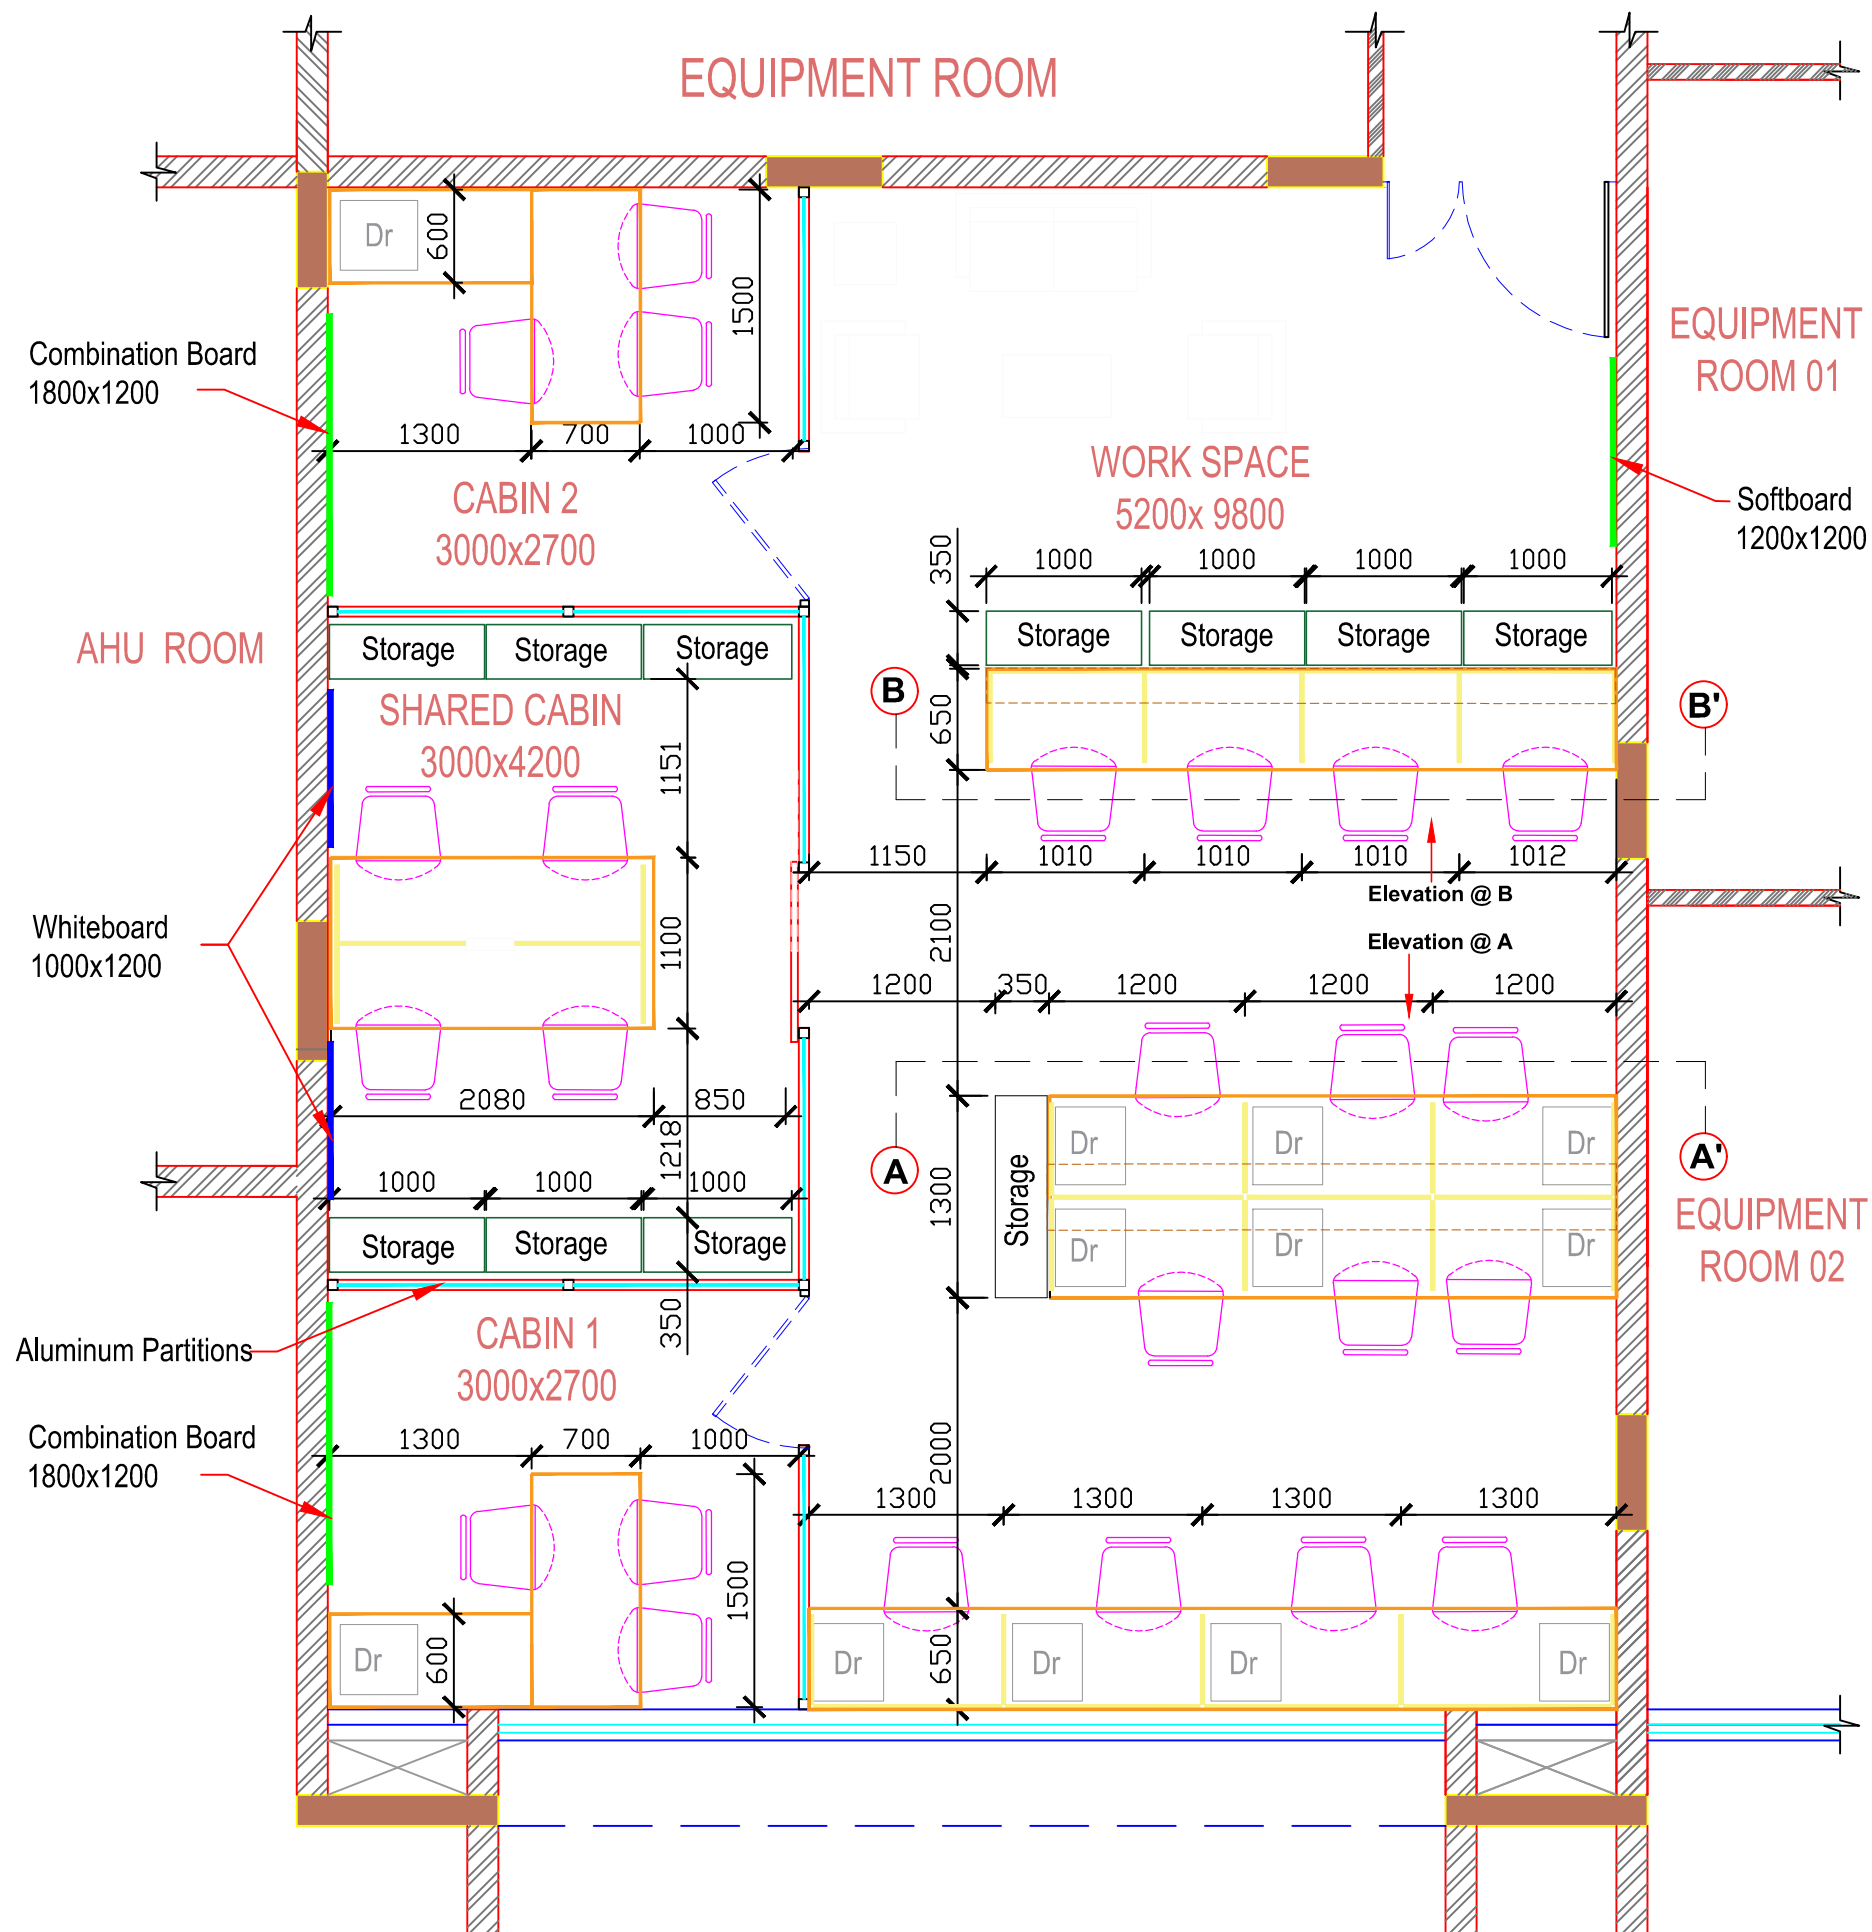 EQUIPMENT ROOM
Dr
600
1500
Combination Board
1800x1200
1300
700
1000
CABIN 2
3000x2700
WORK SPACE
5200x 9800
EQUIPMENT
ROOM 01
Softboard
1200x1200
350
1000
1000
1000
1000
Storage
Storage
Storage
Storage
AHU  ROOM
Storage
Storage
Storage
SHARED CABIN
3000x4200
B
B'
650
1151
1150
1010
1010
1010
1012
Elevation @ B
Elevation @ A
Whiteboard
1000x1200
1100
2100
1200
350
1200
1200
1200
2080
850
1218
A
A'
Dr
Dr
Dr
Storage
1300
Dr
Dr
Dr
1000
1000
1000
Storage
Storage
Storage
EQUIPMENT
ROOM 02
350
Aluminum Partitions
CABIN 1
3000x2700
Combination Board
1800x1200
1300
700
1000
2000
1300
1300
1300
1300
1500
600
Dr
650
Dr
Dr
Dr
Dr